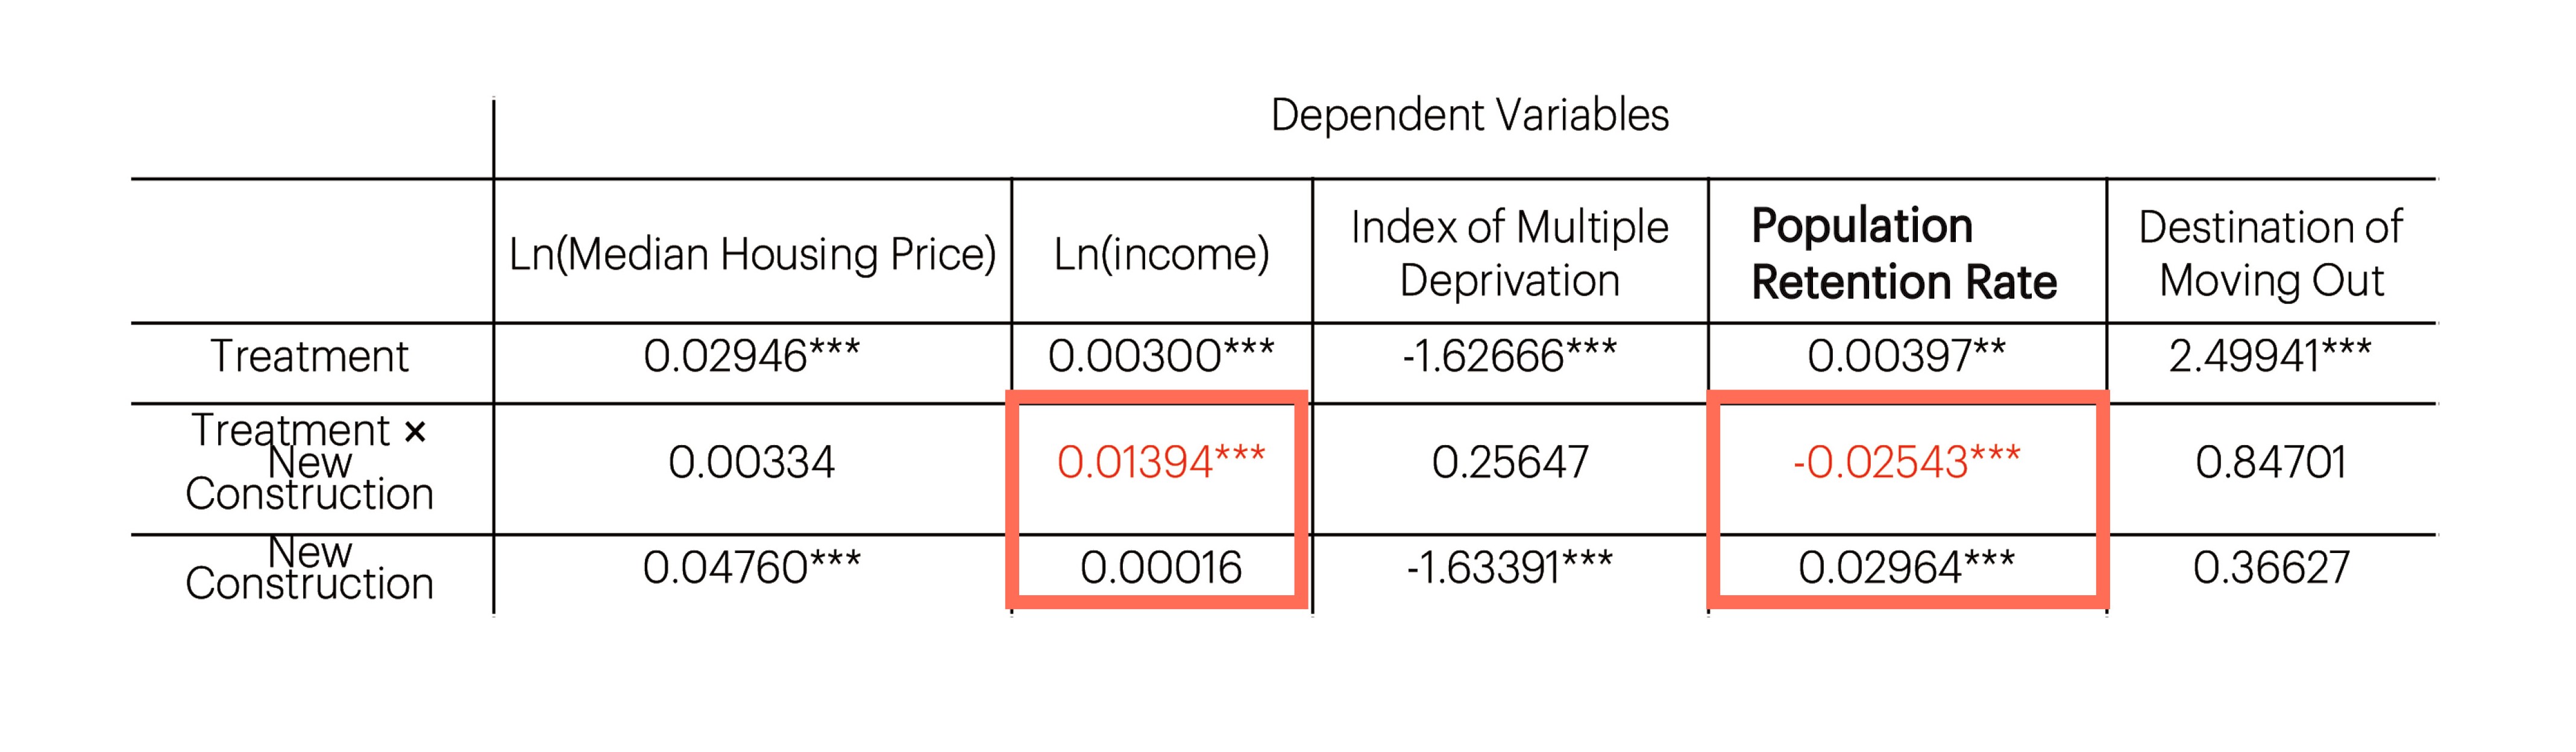 Dependent Variables
Ln(Median Housing Price) Ln(income) Index of Multiple Deprivation Population Retention Rate Destination of Moving Out
Treatment 0.02946*** 0.00300*** -1.62666*** 0.00397** 2.49941***
Treatment × New Construction 0.00334 0.01394*** 0.25647 -0.02543*** 0.84701
New Construction 0.04760*** 0.00016 -1.63391*** 0.02964*** 0.36627